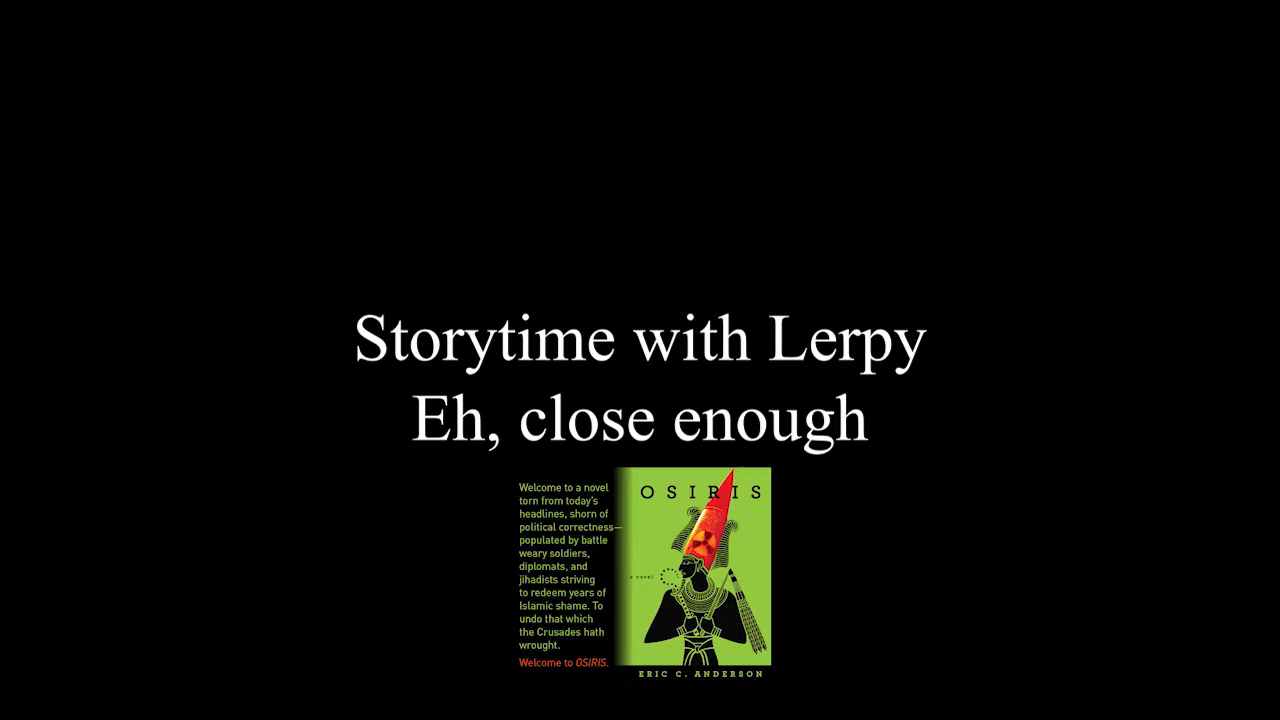 Storytime with Lerpy
Eh, close enough
Welcome to a novel
torn from today's
headlines, shorn of
political correctness—
populated by battle
weary soldiers,
diplomats, and
jihadists striving
to redeem years of
Islamic shame. To
undo that which
the Crusades hath
wrought.
Welcome to OSIRIS.
OSIRIS
a novel
ERIC C. ANDERSON